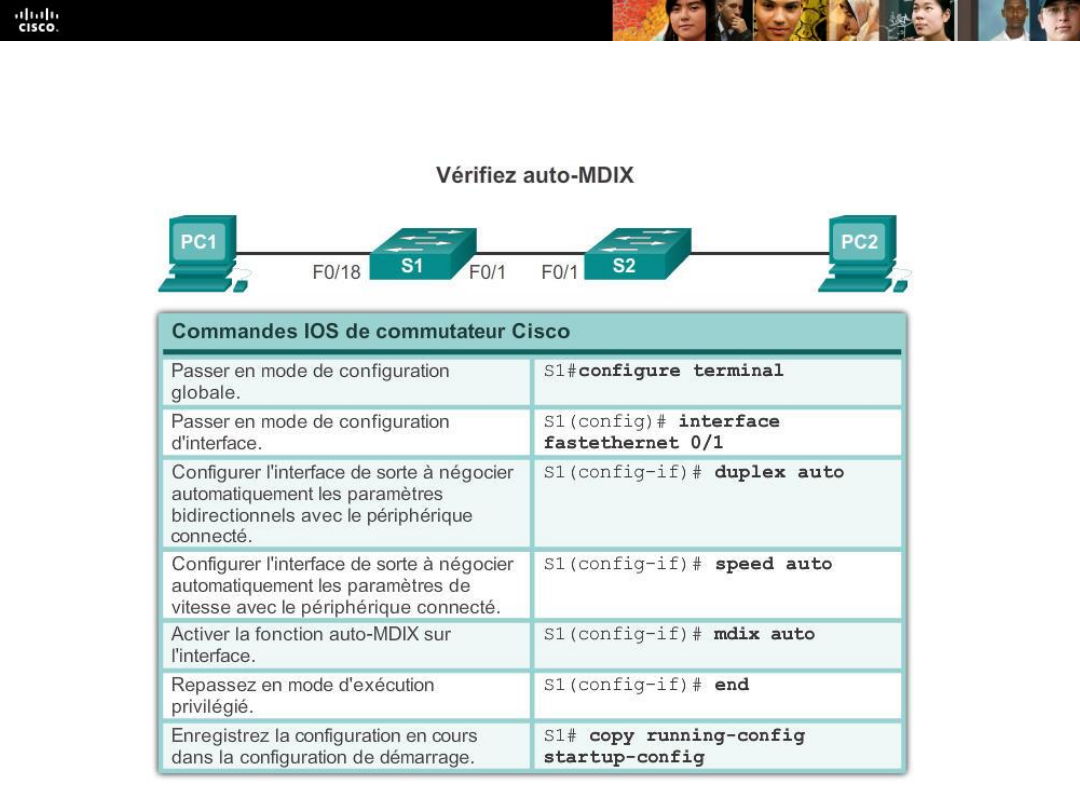 CISCO.
Vérifiez auto-MDIX
PC1
F0/18
S1
F0/1
F0/1
S2
PC2
Commandes IOS de commutateur Cisco
Passer en mode de configuration
globale.
S1#configure terminal
Passer en mode de configuration
d'interface.
S1(config)# interface
fastethernet 0/1
Configurer l'interface de sorte à négocier
automatiquement les paramètres
bidirectionnels avec le périphérique
connecté.
S1(config-if)# duplex auto
Configurer l'interface de sorte à négocier
automatiquement les paramètres de
vitesse avec le périphérique connecté.
S1(config-if)# speed auto
Activer la fonction auto-MDIX sur
l'interface.
S1(config-if)# mdix auto
Repassez en mode d'exécution
privilégié.
S1(config-if)# end
Enregistrez la configuration en cours
dans la configuration de démarrage.
S1# copy running-config
startup-config